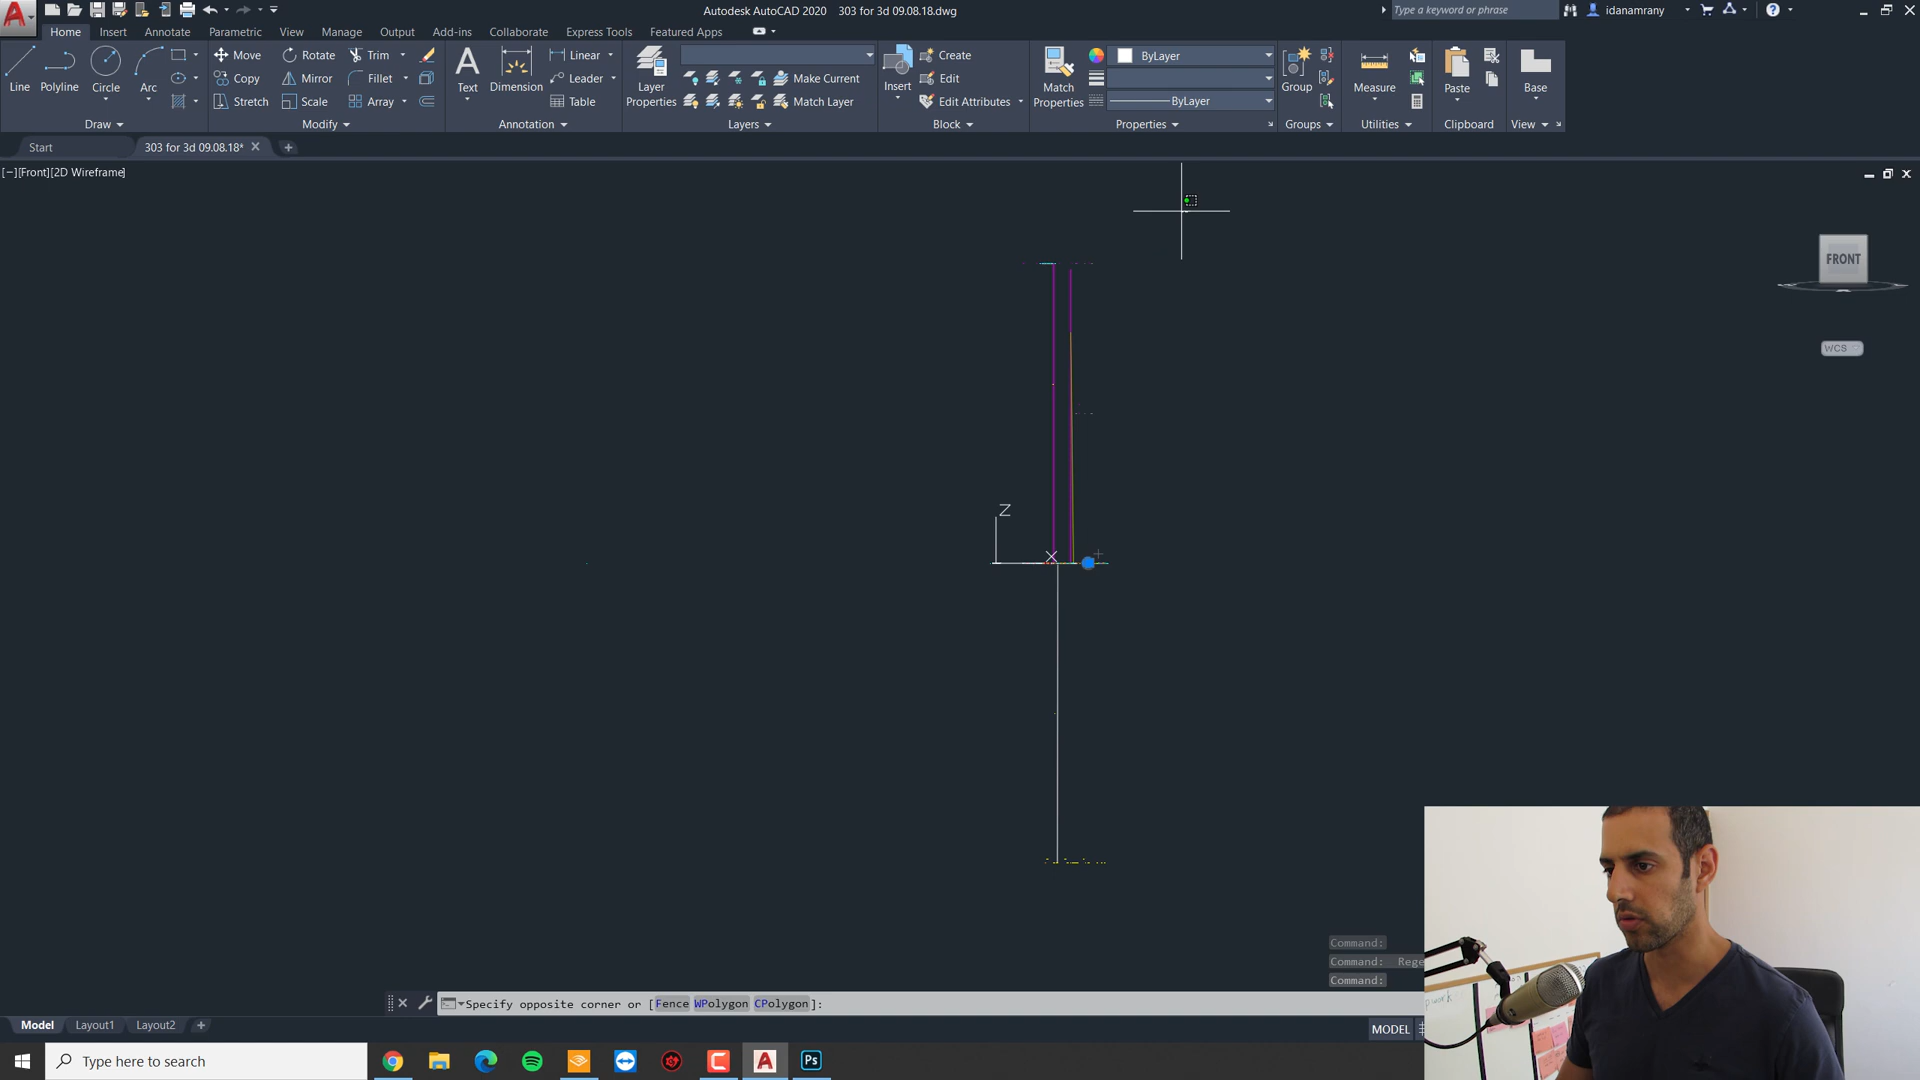 Autodesk AutoCAD 2020 303 for 3d 09.08.18.dwg
Type a keyword or phrase
idanamrany
Home Insert Annotate Parametric View Manage Output Add-ins Collaborate Express Tools Featured Apps
Line Polyline Circle Arc
Draw
Move Rotate Trim
Copy Mirror Fillet
Stretch Scale Array
Modify
Text Dimension
Linear
Leader
Table
Annotation
Layer Properties
Make Current
Match Layer
Layers
Insert
Create
Edit
Edit Attributes
Block
Match Properties
ByLayer
ByLayer
Properties
Group
Groups
Measure
Utilities
Paste
Clipboard
Base
View
Start 303 for 3d 09.08.18*
[−][Front][2D Wireframe]
FRONT
WCS
Z
X
Command:
Command: Rege
Command:
Specify opposite corner or [Fence WPolygon CPolygon]:
Model Layout1 Layout2
MODEL
Type here to search
Ps